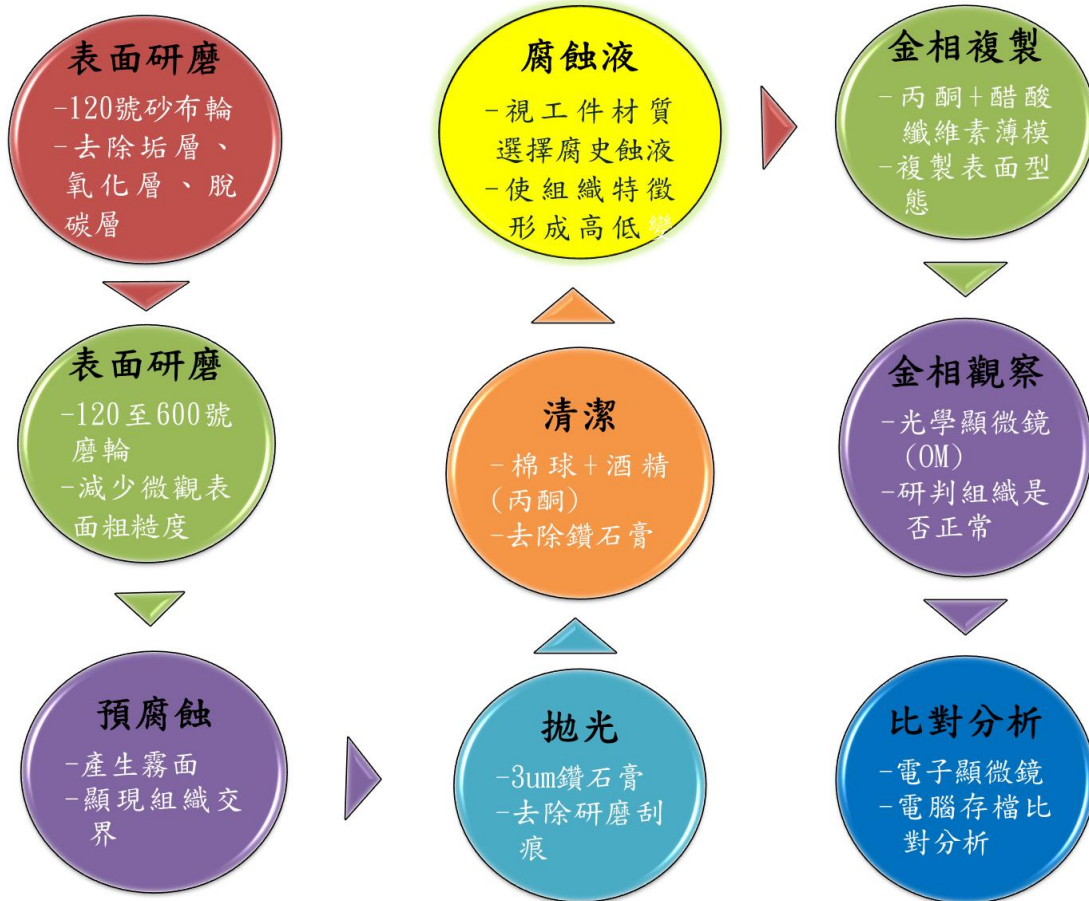 表面研磨
-120號砂布輪
-去除垢層、
氧化層、脫
碳層
表面研磨
-120至600號
磨輪
-減少微觀表
面粗糙度
預腐蝕
-產生霧面
-顯現組織交
界
拋光
-3um鑽石膏
-去除研磨刮
痕
清潔
-棉球+酒精
(丙酮)
-去除鑽石膏
腐蝕液
-視工件材質
選擇腐史蝕液
-使組織特徵
形成高低變
金相複製
-丙酮+醋酸
纖維素薄模
-複製表面型
態
金相觀察
-光學顯微鏡
(OM)
-研判組織是
否正常
比對分析
-電子顯微鏡
-電腦存檔比
對分析